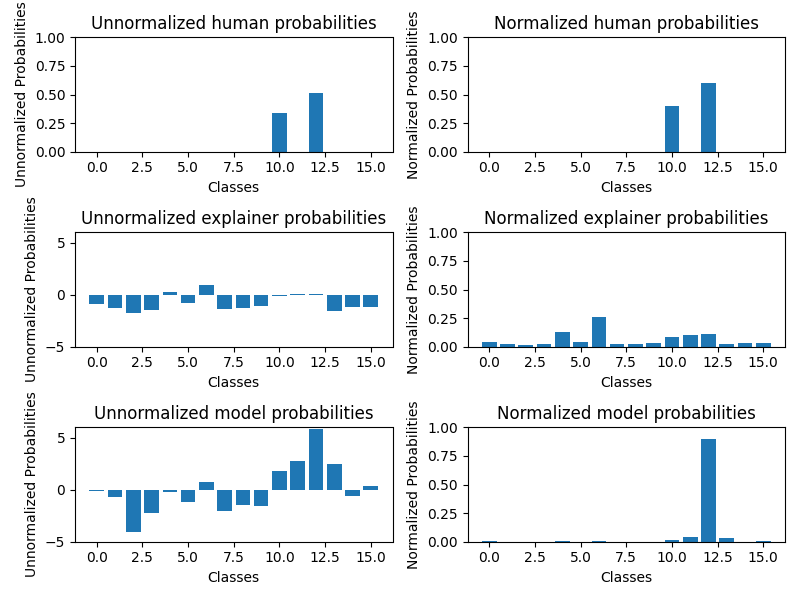 Unnormalized human probabilities
Unnormalized Probabilities
1.00
0.75
0.50
0.25
0.00
0.0 2.5 5.0 7.5 10.0 12.5 15.0
Classes
Normalized human probabilities
Normalized Probabilities
1.00
0.75
0.50
0.25
0.00
0.0 2.5 5.0 7.5 10.0 12.5 15.0
Classes
Unnormalized explainer probabilities
Unnormalized Probabilities
5
0
−5
0.0 2.5 5.0 7.5 10.0 12.5 15.0
Classes
Normalized explainer probabilities
Normalized Probabilities
1.00
0.75
0.50
0.25
0.00
0.0 2.5 5.0 7.5 10.0 12.5 15.0
Classes
Unnormalized model probabilities
Unnormalized Probabilities
5
0
−5
0.0 2.5 5.0 7.5 10.0 12.5 15.0
Classes
Normalized model probabilities
Normalized Probabilities
1.00
0.75
0.50
0.25
0.00
0.0 2.5 5.0 7.5 10.0 12.5 15.0
Classes